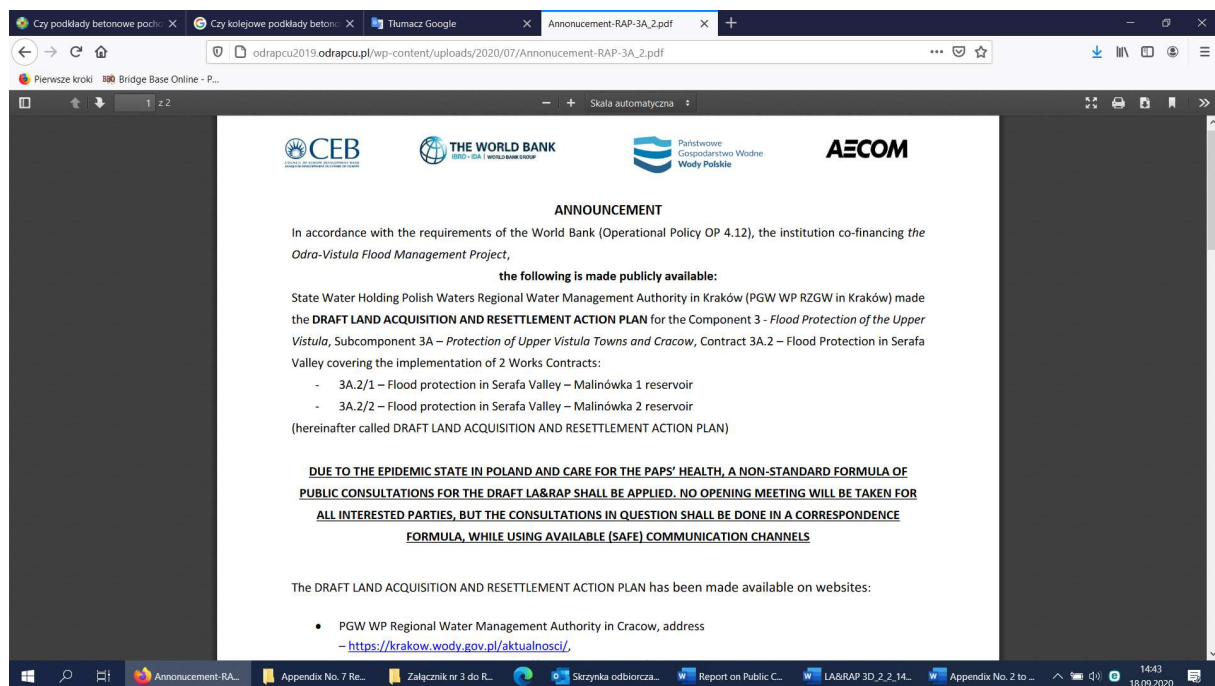 Czy podkłady betonowe pocho
Czy kolejowe podkłady betono
Tłumacz Google
Annonucement-RAP-3A_2.pdf
odrapcu2019.odrapcu.pl/wp-content/uploads/2020/07/Annonucement-RAP-3A_2.pdf
Pierwsze kroki
Bridge Base Online - P...
1 z 2
Skala automatyczna
CEB
THE WORLD BANK
IBRD • IDA | WORLD BANK GROUP
Państwowe
Gospodarstwo Wodne
Wody Polskie
AECOM
ANNOUNCEMENT
In accordance with the requirements of the World Bank (Operational Policy OP 4.12), the institution co-financing the
Odra-Vistula Flood Management Project,
the following is made publicly available:
State Water Holding Polish Waters Regional Water Management Authority in Kraków (PGW WP RZGW in Kraków) made
the DRAFT LAND ACQUISITION AND RESETTLEMENT ACTION PLAN for the Component 3 - Flood Protection of the Upper
Vistula, Subcomponent 3A – Protection of Upper Vistula Towns and Cracow, Contract 3A.2 – Flood Protection in Serafa
Valley covering the implementation of 2 Works Contracts:
- 3A.2/1 – Flood protection in Serafa Valley – Malinówka 1 reservoir
- 3A.2/2 – Flood protection in Serafa Valley – Malinówka 2 reservoir
(hereinafter called DRAFT LAND ACQUISITION AND RESETTLEMENT ACTION PLAN)
DUE TO THE EPIDEMIC STATE IN POLAND AND CARE FOR THE PAPS' HEALTH, A NON-STANDARD FORMULA OF
PUBLIC CONSULTATIONS FOR THE DRAFT LA&RAP SHALL BE APPLIED. NO OPENING MEETING WILL BE TAKEN FOR
ALL INTERESTED PARTIES, BUT THE CONSULTATIONS IN QUESTION SHALL BE DONE IN A CORRESPONDENCE
FORMULA, WHILE USING AVAILABLE (SAFE) COMMUNICATION CHANNELS
The DRAFT LAND ACQUISITION AND RESETTLEMENT ACTION PLAN has been made available on websites:
• PGW WP Regional Water Management Authority in Cracow, address
– https://krakow.wody.gov.pl/aktualnosci/,
Annonucement-RA...
Appendix No. 7 Re...
Załącznik nr 3 do R...
Skrzynka odbiorcza...
Report on Public C...
LA&RAP 3D_2_2_14...
Appendix No. 2 to ...
14:43
18.09.2020